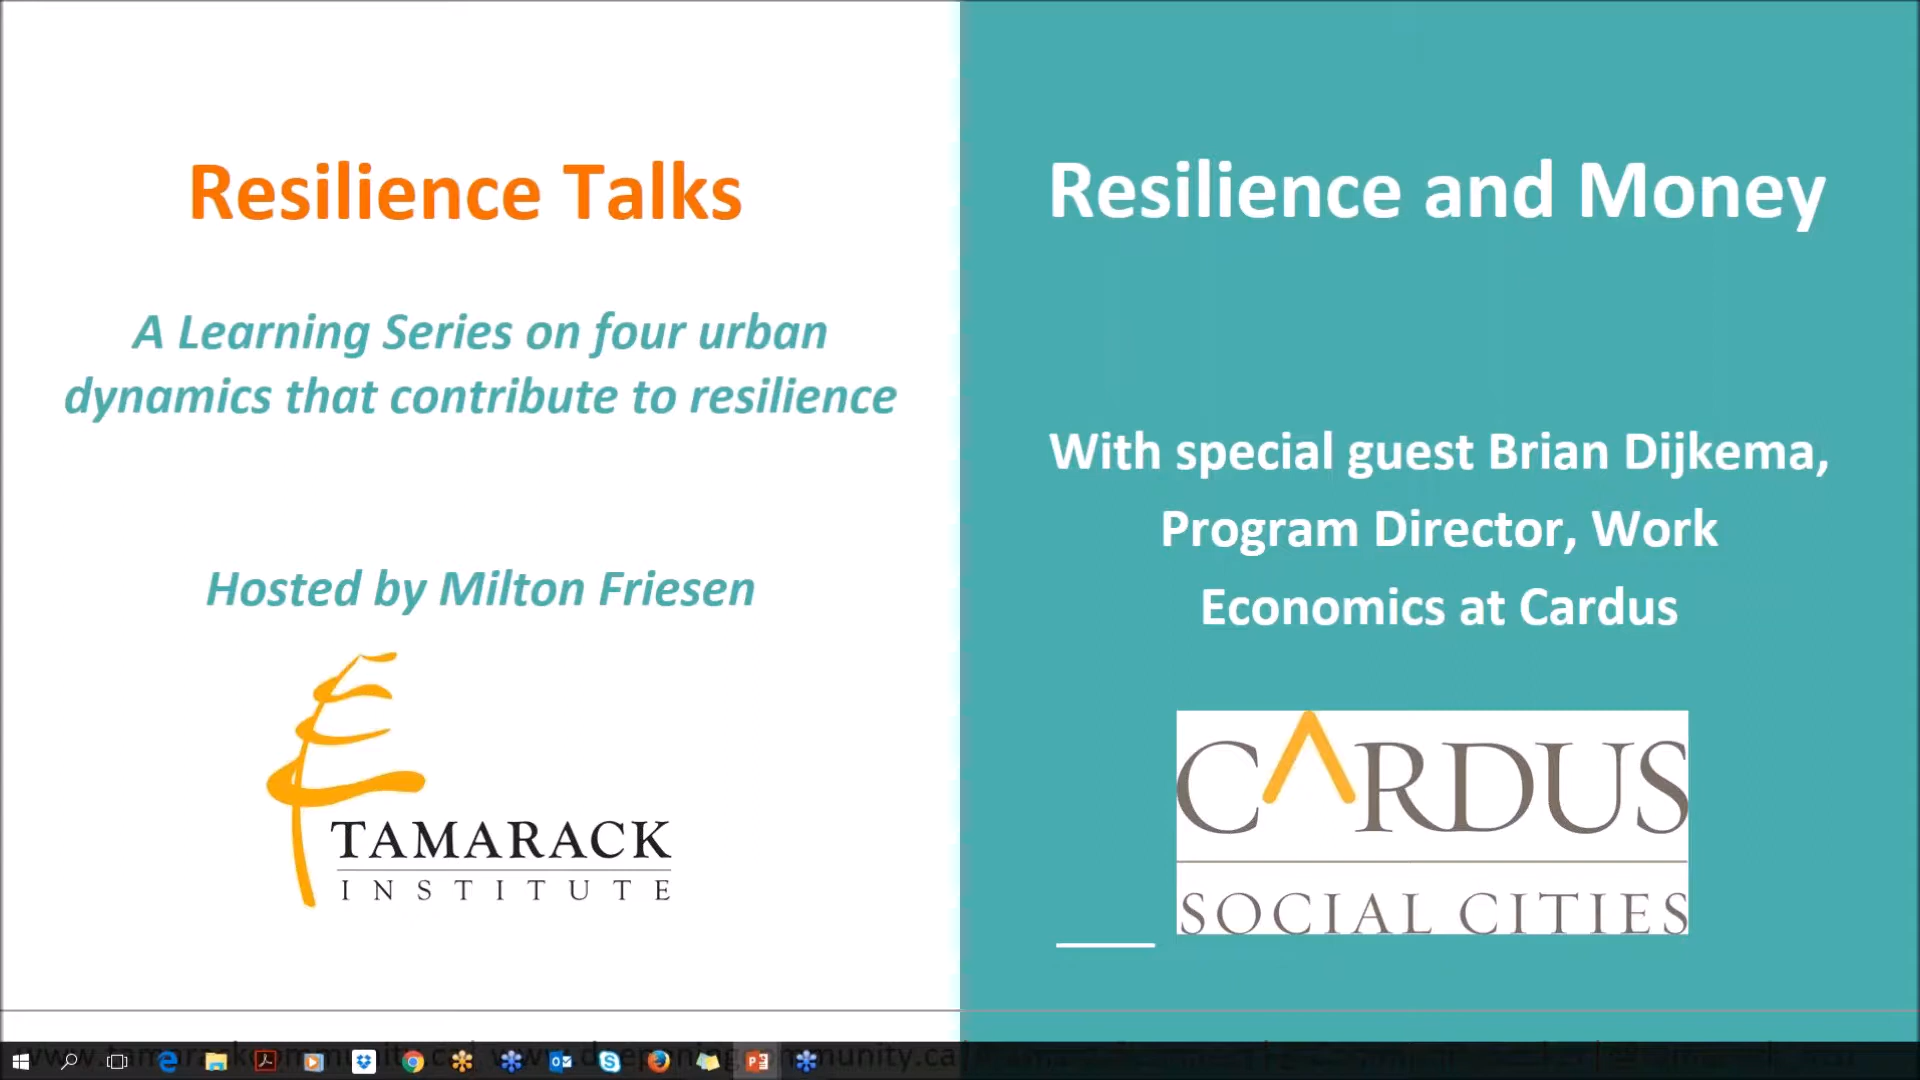 Resilience Talks
A Learning Series on four urban
dynamics that contribute to resilience
Hosted by Milton Friesen
TAMARACK
INSTITUTE
Resilience and Money
With special guest Brian Dijkema,
Program Director, Work
Economics at Cardus
CARDUS
SOCIAL CITIES